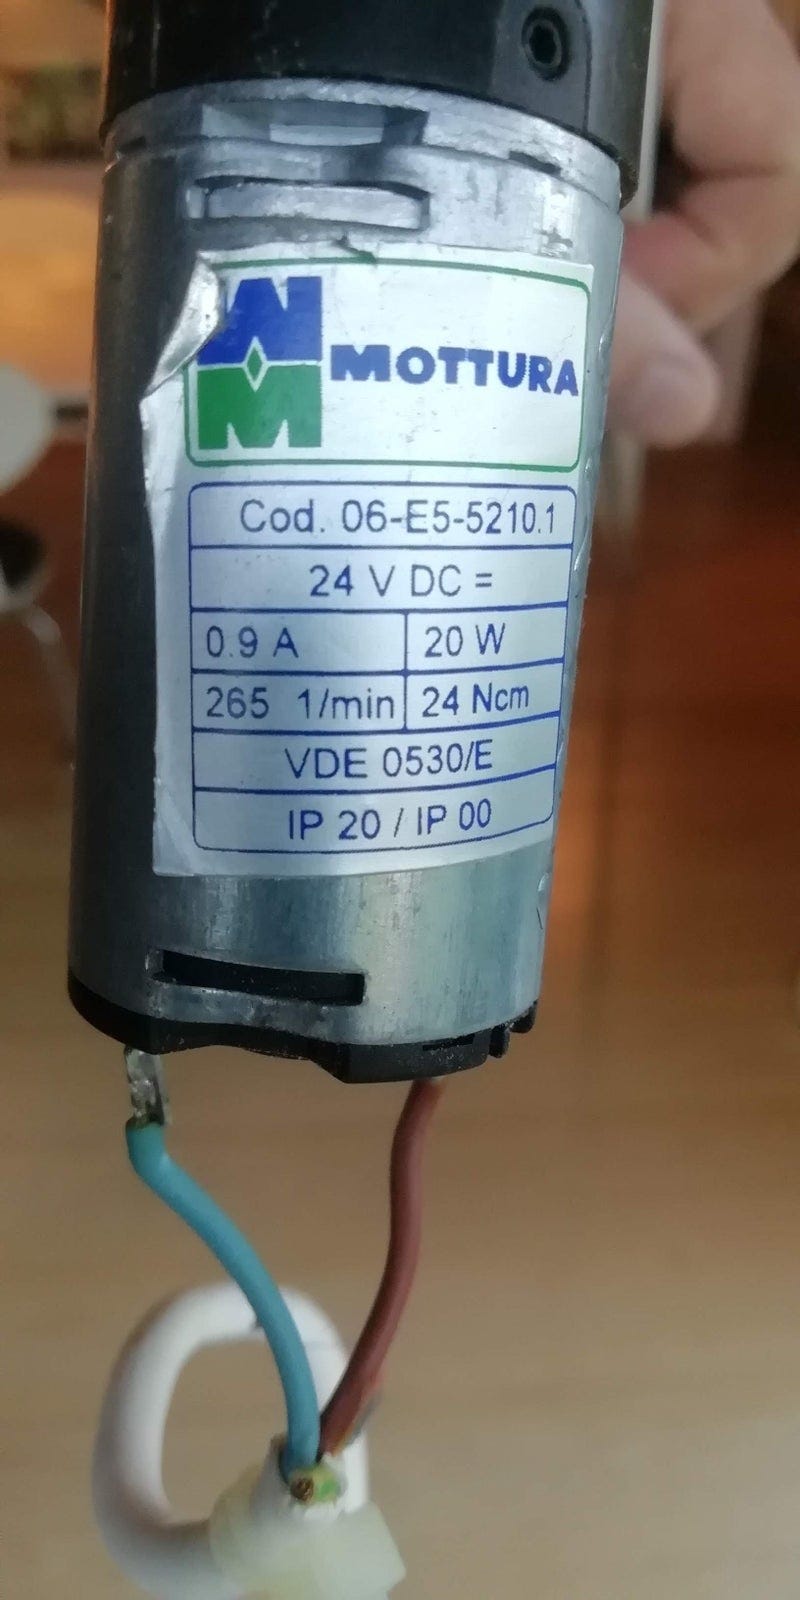 MOTTURA
Cod. 06-E5-5210.1
24 V DC =
0.9 A 20 W
265 1/min 24 Ncm
VDE 0530/E
IP 20 / IP 00